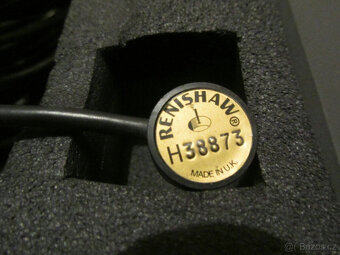 RENISHAW®
H38873
MADE IN U.K.
© Bazos.cz